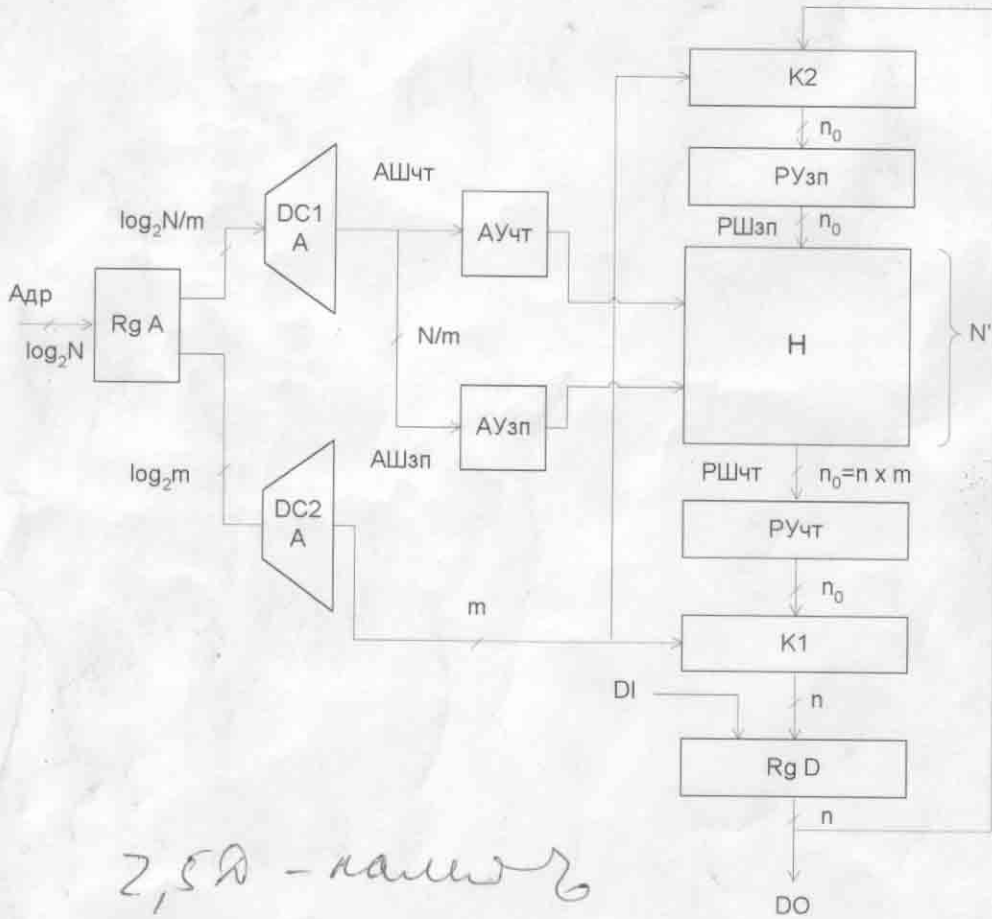 K2
n₀
РУзп
РШзп
n₀
АШчт
DC1
A
АУчт
log₂N/m
Адр
log₂N
Rg A
N/m
H
N'
АУзп
АШзп
log₂m
DC2
A
РШчт
n₀=n x m
РУчт
n₀
m
K1
DI
n
Rg D
n
DO
2,5D - память